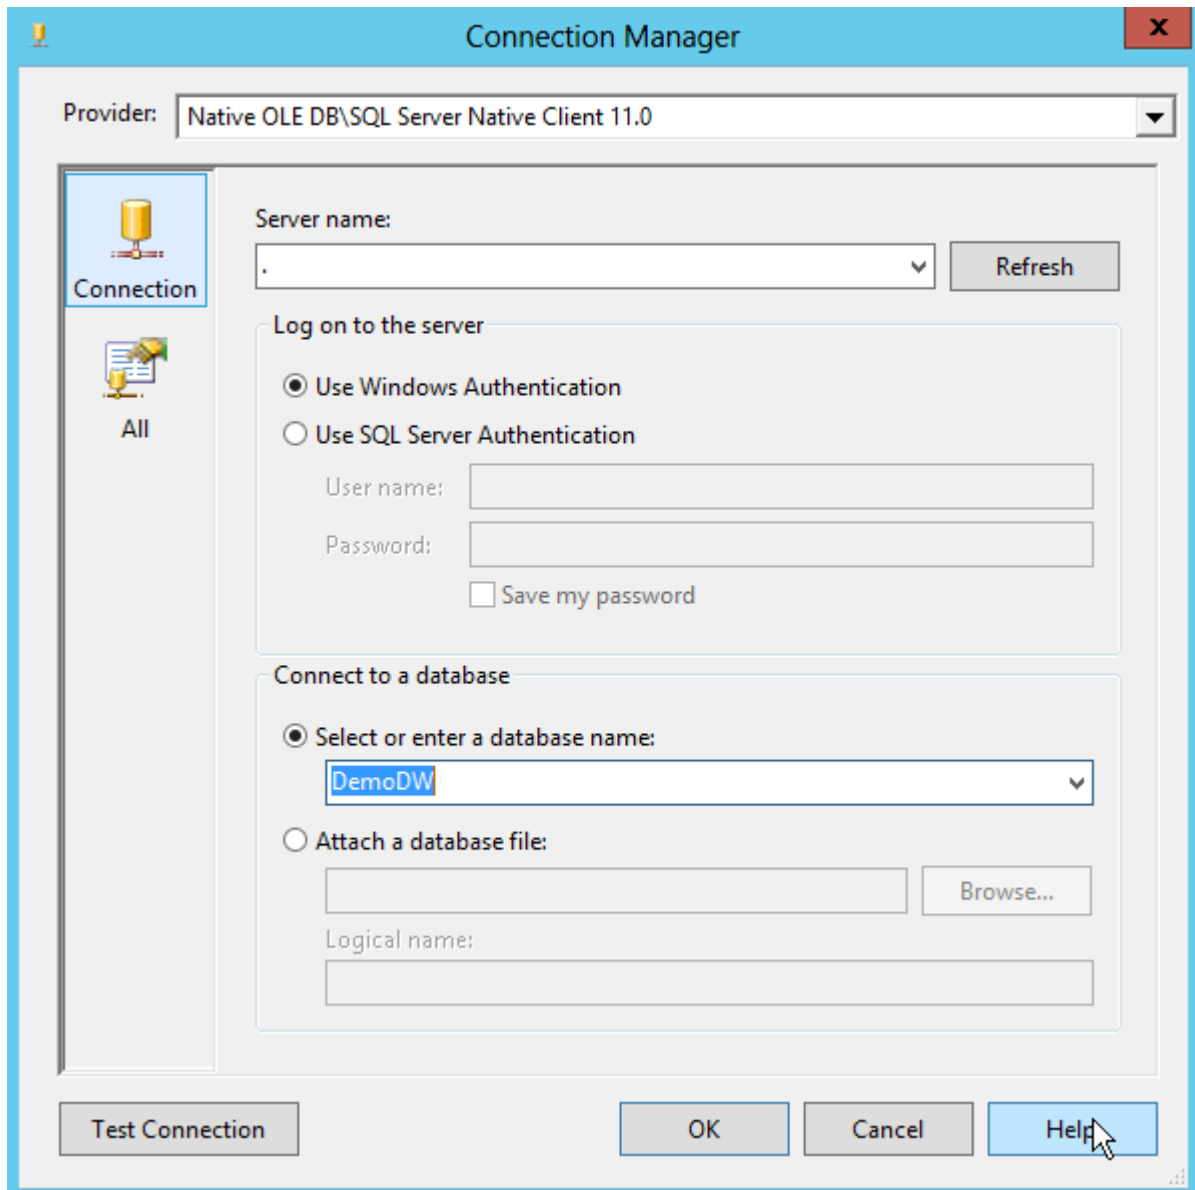 Connection Manager
x
Provider:
Native OLE DB\SQL Server Native Client 11.0
Connection
All
Server name:
.
Refresh
Log on to the server
Use Windows Authentication
Use SQL Server Authentication
User name:
Password:
Save my password
Connect to a database
Select or enter a database name:
DemoDW
Attach a database file:
Browse...
Logical name:
Test Connection
OK
Cancel
Help